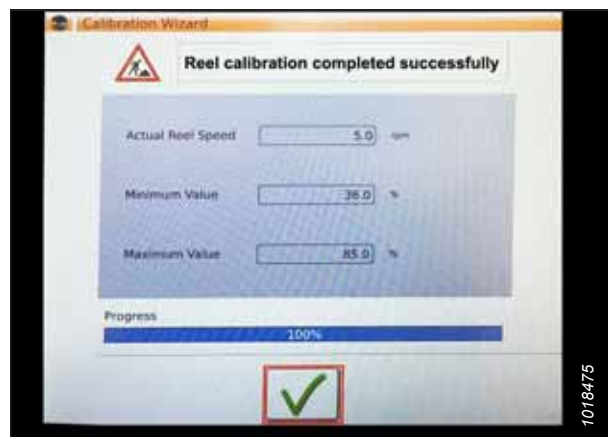 Calibration Wizard
Reel calibration completed successfully
Actual Reel Speed 5.0 rpm
Minimum Value 36.0 %
Maximum Value 85.0 %
Progress
100%
1018475